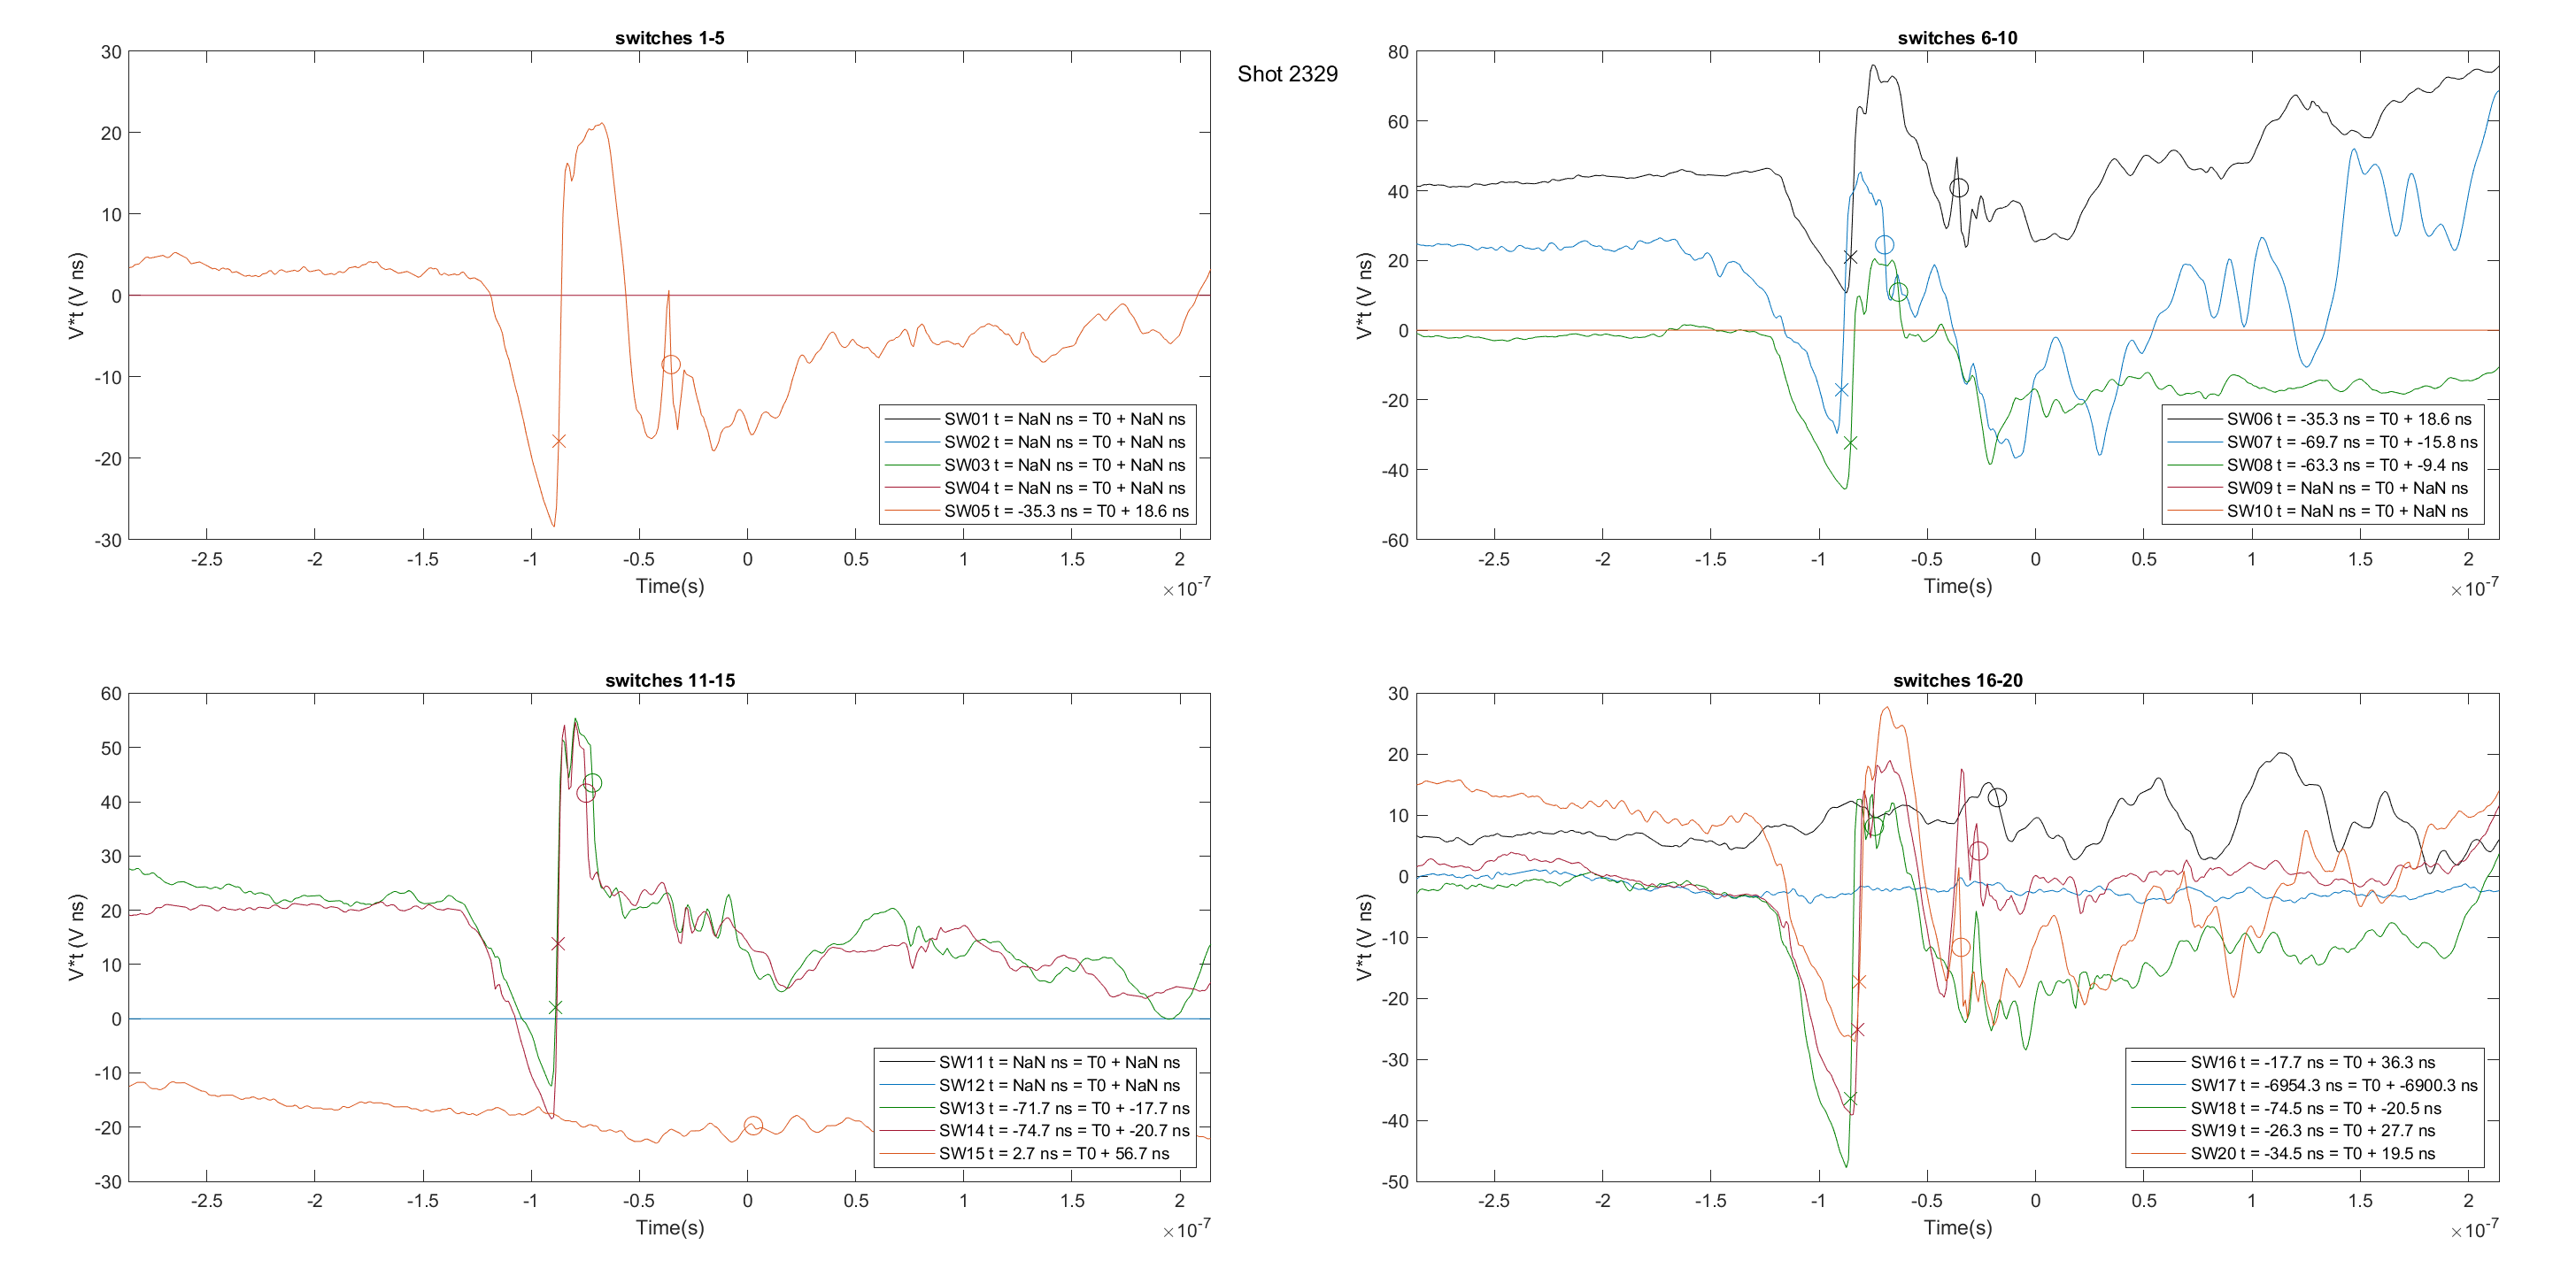 Shot 2329
switches 1-5
30
20
10
0
-10
-20
-30
V*t (V ns)
-2.5 -2 -1.5 -1 -0.5 0 0.5 1 1.5 2
Time(s)
×10-7
SW01 t = NaN ns = T0 + NaN ns
SW02 t = NaN ns = T0 + NaN ns
SW03 t = NaN ns = T0 + NaN ns
SW04 t = NaN ns = T0 + NaN ns
SW05 t = -35.3 ns = T0 + 18.6 ns
switches 6-10
80
60
40
20
0
-20
-40
-60
V*t (V ns)
-2.5 -2 -1.5 -1 -0.5 0 0.5 1 1.5 2
Time(s)
×10-7
SW06 t = -35.3 ns = T0 + 18.6 ns
SW07 t = -69.7 ns = T0 + -15.8 ns
SW08 t = -63.3 ns = T0 + -9.4 ns
SW09 t = NaN ns = T0 + NaN ns
SW10 t = NaN ns = T0 + NaN ns
switches 11-15
60
50
40
30
20
10
0
-10
-20
-30
V*t (V ns)
-2.5 -2 -1.5 -1 -0.5 0 0.5 1 1.5 2
Time(s)
×10-7
SW11 t = NaN ns = T0 + NaN ns
SW12 t = NaN ns = T0 + NaN ns
SW13 t = -71.7 ns = T0 + -17.7 ns
SW14 t = -74.7 ns = T0 + -20.7 ns
SW15 t = 2.7 ns = T0 + 56.7 ns
switches 16-20
30
20
10
0
-10
-20
-30
-40
-50
V*t (V ns)
-2.5 -2 -1.5 -1 -0.5 0 0.5 1 1.5 2
Time(s)
×10-7
SW16 t = -17.7 ns = T0 + 36.3 ns
SW17 t = -6954.3 ns = T0 + -6900.3 ns
SW18 t = -74.5 ns = T0 + -20.5 ns
SW19 t = -26.3 ns = T0 + 27.7 ns
SW20 t = -34.5 ns = T0 + 19.5 ns